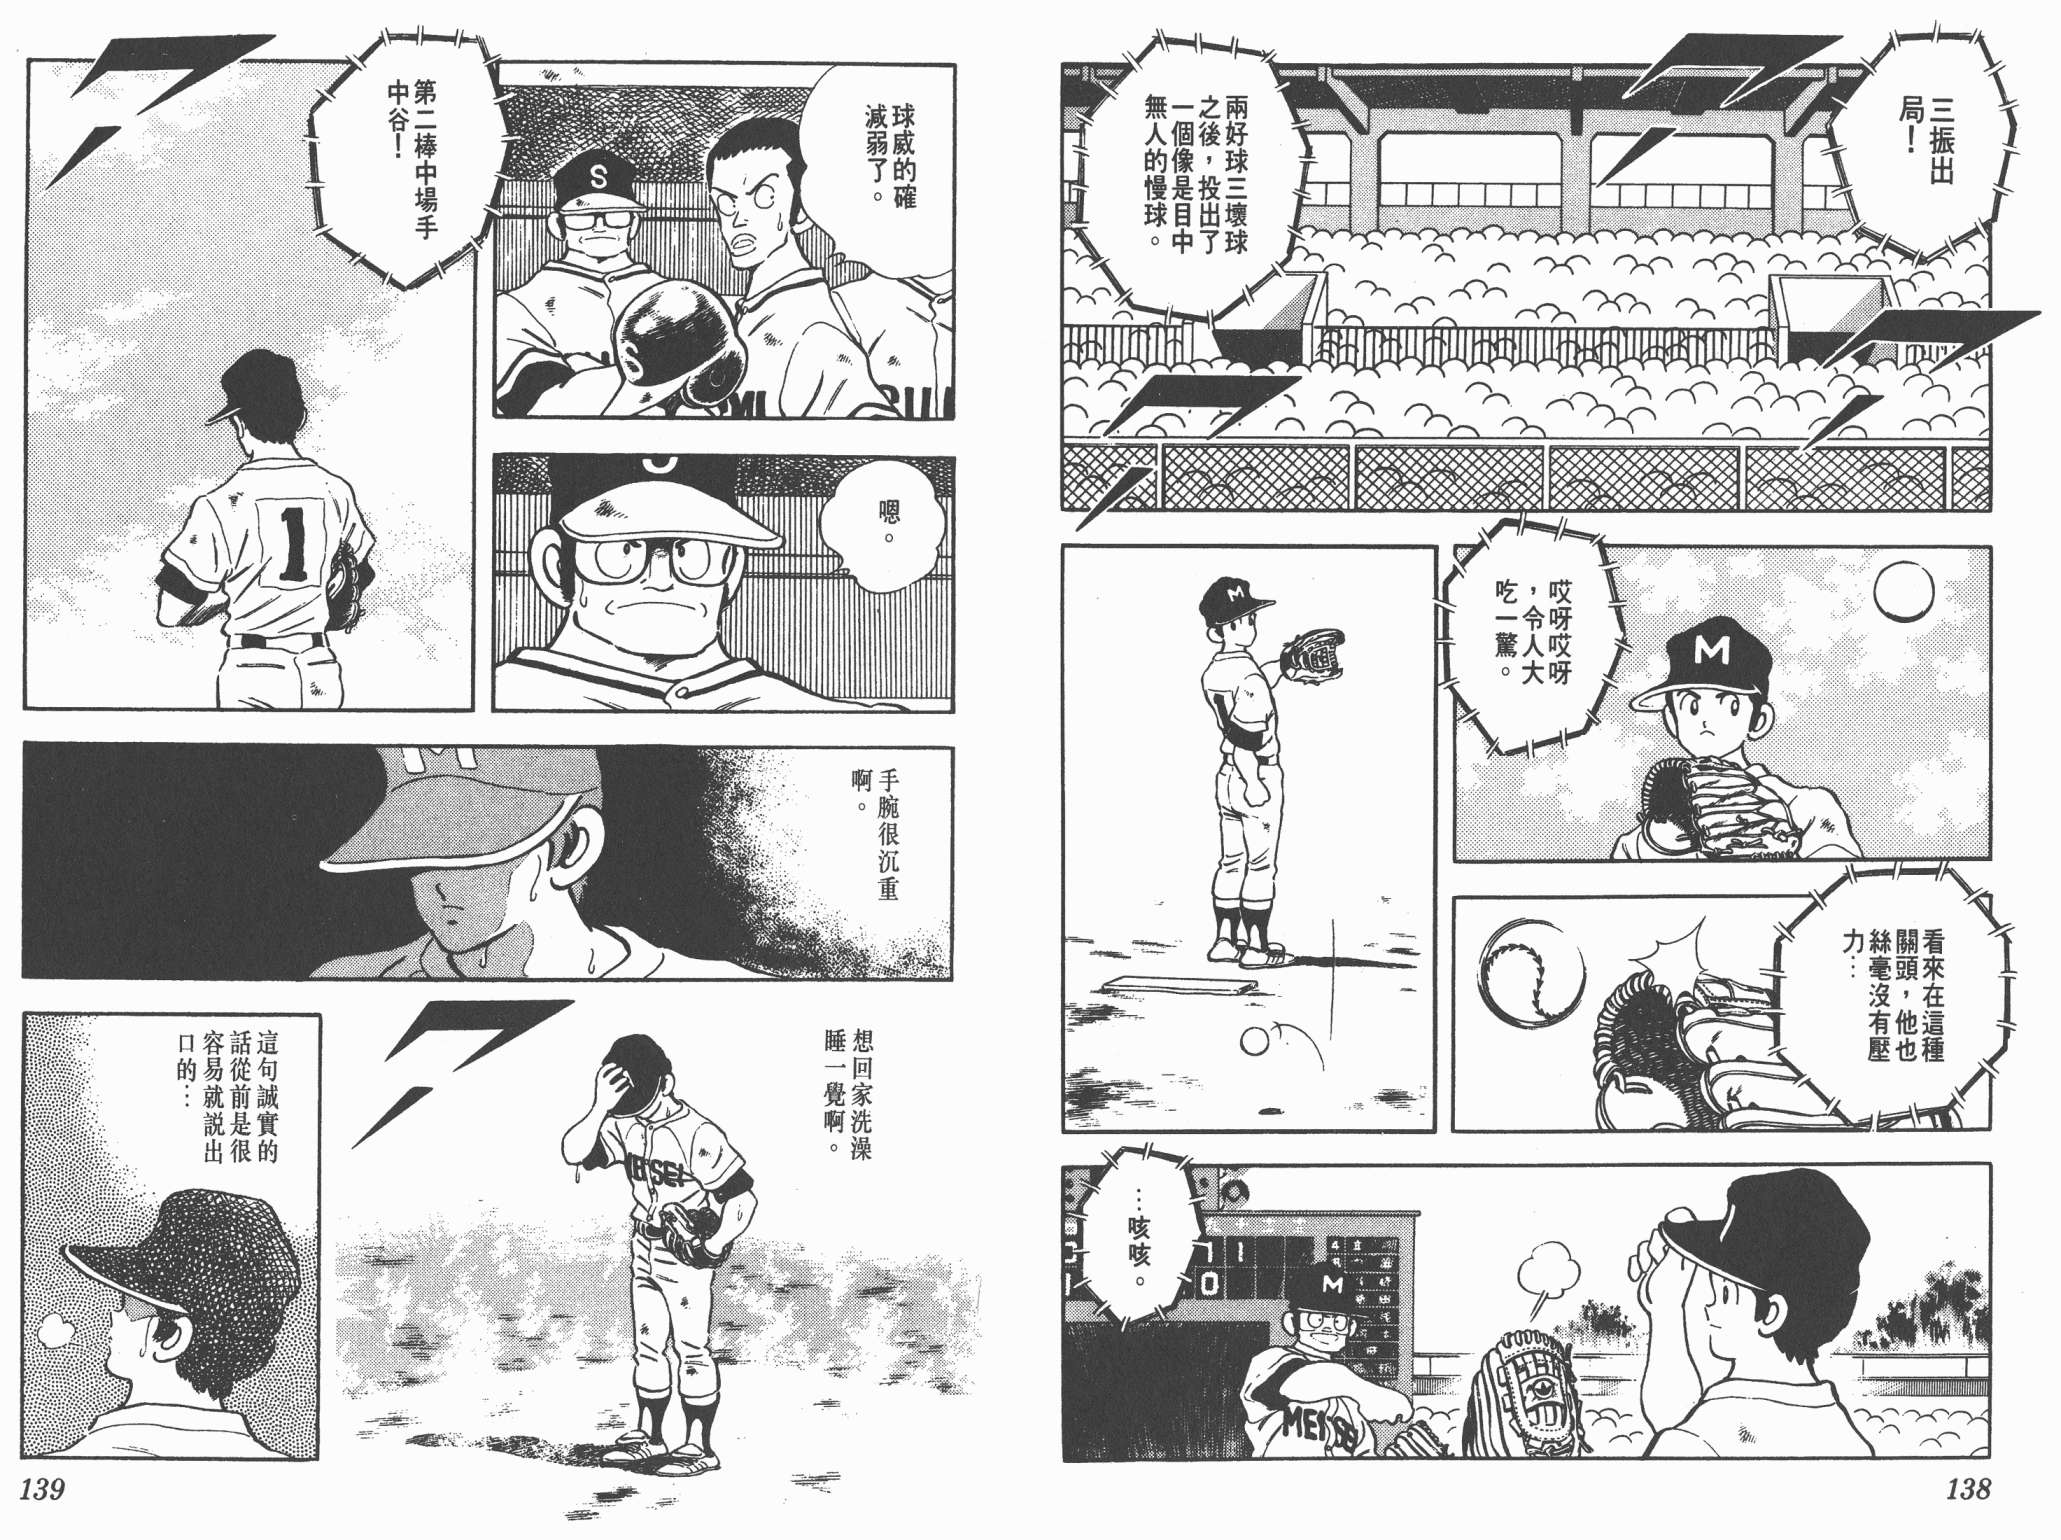 三振出
局！
兩好球三壞球
之後，投出了
一個像是目中
無人的慢球。
哎呀哎呀
，令人大
吃一驚。
M
M
看來在這種
關頭，他也
絲毫沒有壓
力…
…咳咳。
M
MEISEI
138
球威的確
減弱了。
S
嗯。
第二棒中場手
中谷！
1
手腕很沉重
啊。
M
想回家洗澡
睡一覺啊。
這句誠實的
話從前是很
容易就說出
口的…
139